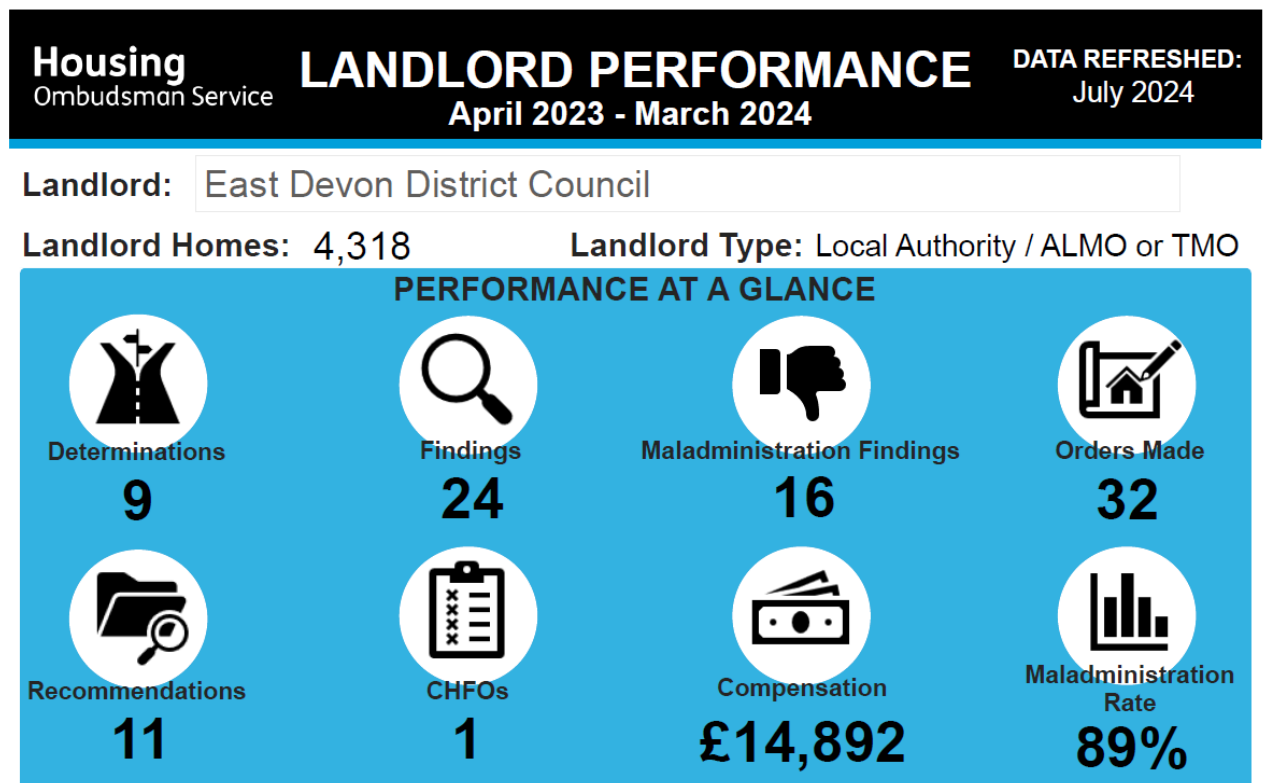 Housing
Ombudsman Service
LANDLORD PERFORMANCE
April 2023 - March 2024
DATA REFRESHED:
July 2024
Landlord: East Devon District Council
Landlord Homes: 4,318 Landlord Type: Local Authority / ALMO or TMO
PERFORMANCE AT A GLANCE
Determinations
9
Findings
24
Maladministration Findings
16
Orders Made
32
Recommendations
11
CHFOs
1
Compensation
£14,892
Maladministration
Rate
89%